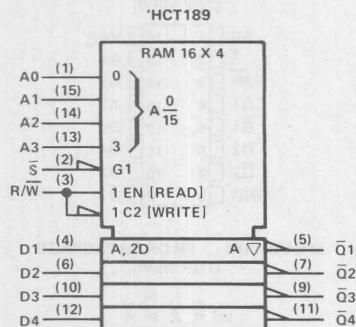 'HCT189
RAM 16 X 4
A0 (1) 0
A1 (15)
A2 (14)
A 0/15
A3 (13) 3
S̅ (2) G1
R/W̅ (3) 1 EN [READ]
1 C2 [WRITE]
D1 (4) A, 2D A ▽ (5) Q̅1
D2 (6) (7) Q̅2
D3 (10) (9) Q̅3
D4 (12) (11) Q̅4